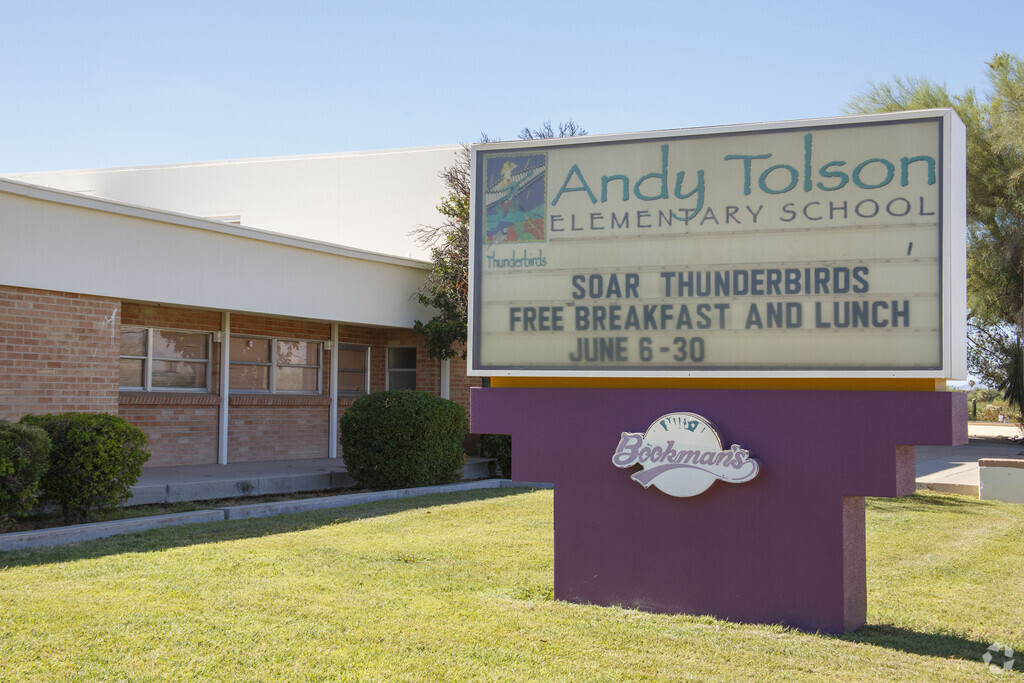 Andy Tolson
ELEMENTARY SCHOOL
Thunderbirds
SOAR THUNDERBIRDS
FREE BREAKFAST AND LUNCH
JUNE 6-30
Bookman's